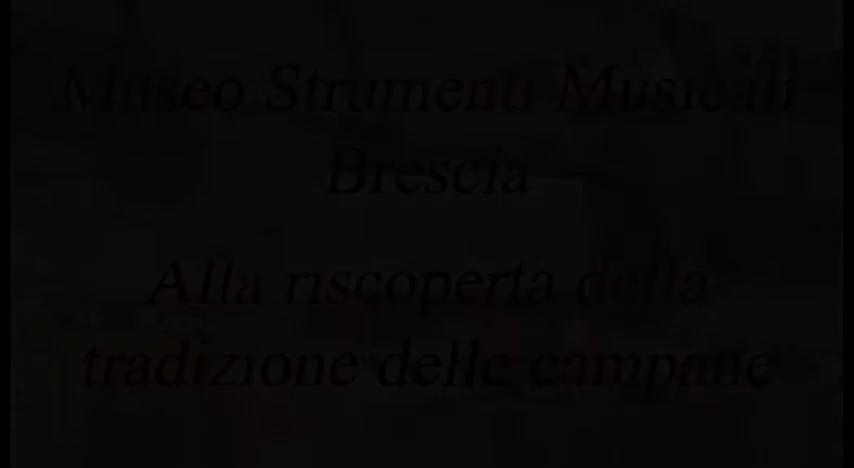 Museo Strumenti Musicali
Brescia
Alla riscoperta della
tradizione delle campane